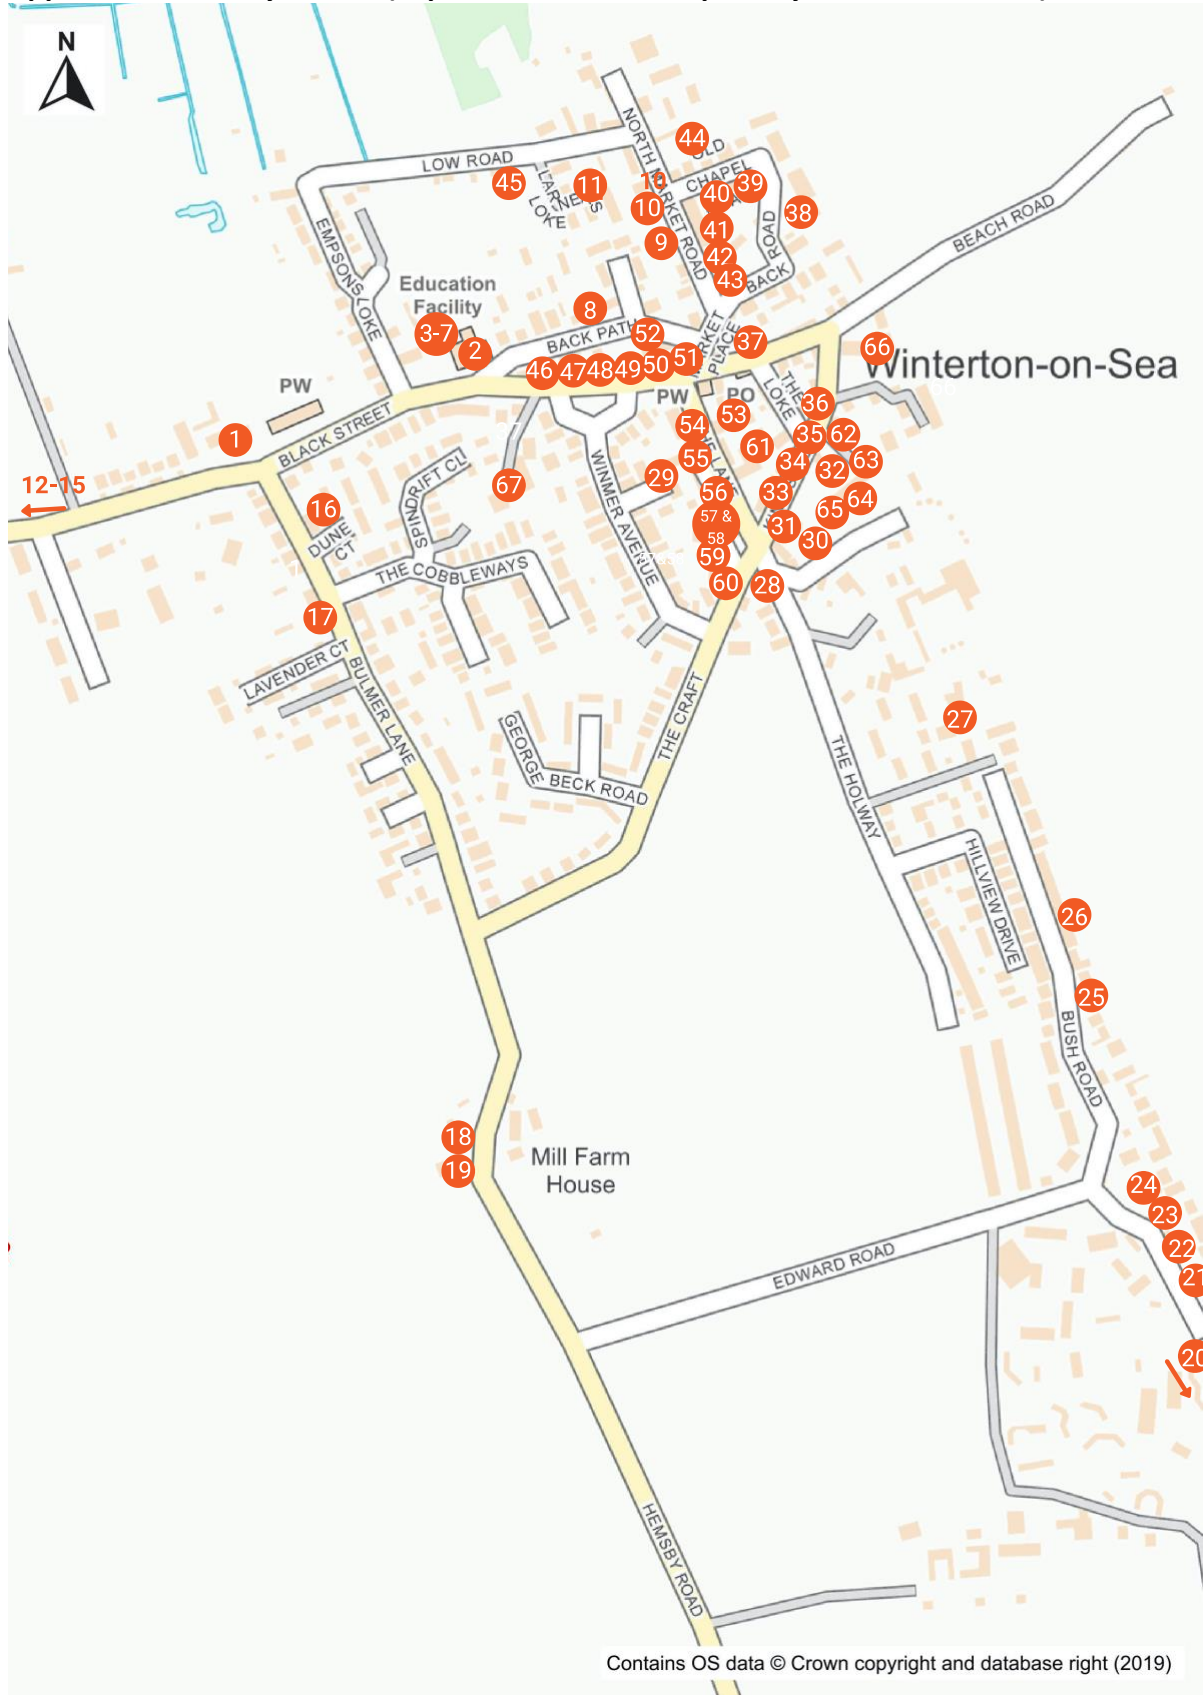 N
LOW ROAD
NORTH MARKET ROAD
44
OLD
CHAPEL
45
11
10
10
40
39
38
LOKE
EMPSONS LOKE
9
41
42
43
BACK
ROAD
BEACH ROAD
Education
Facility
3-7
2
8
BACK PATH
52
MARKET
PLACE
37
66
Winterton-on-Sea
46
47
48
49
50
51
PW
PW
PO
THE
LOKE
36
1
BLACK STREET
53
54
35
62
61
12-15
SPINDRIFT CL
67
WINMER AVENUE
29
55
34
32
63
16
DUNE
CT
56
33
64
57 &
58
31
65
30
THE COBBLEWAYS
59
60
28
17
LAVENDER CT
BULMER LANE
THE CRAFT
27
GEORGE
BECK ROAD
THE HOLWAY
HILLVIEW DRIVE
26
25
BUSH ROAD
18
19
Mill Farm
House
24
23
22
21
EDWARD ROAD
20
HEMSBY ROAD
Contains OS data © Crown copyright and database right (2019)